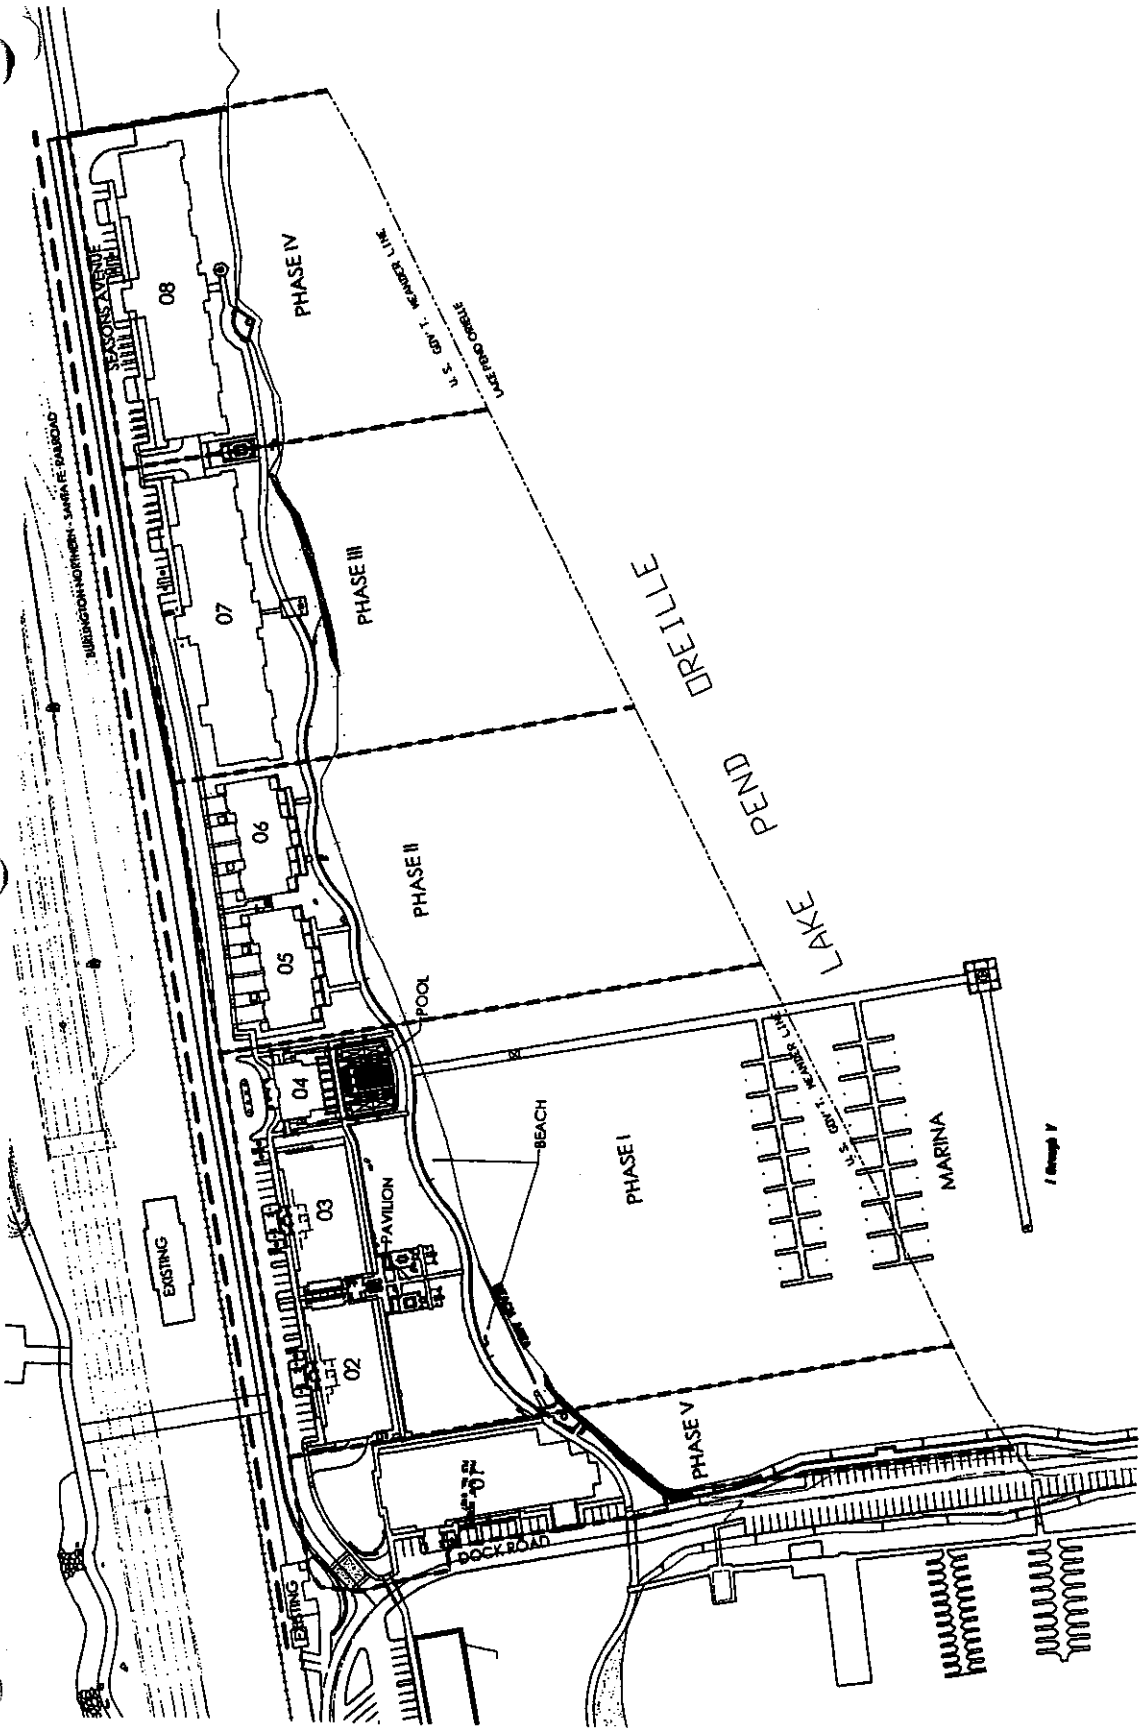 SEASONS AVENUE
BURLINGTON NORTHERN - SANTA FE RAILROAD
08
PHASE IV
U. S. GOV'T. MEANDER LINE
LAKE PEND OREILLE
07
PHASE III
06
PHASE II
05
LAKE PEND OREILLE
POOL
04
BEACH
PHASE I
U.S. GOV'T. MEANDER LINE
MARINA
I through V
03
PAVILION
EXISTING
02
PHASE V
01
DOCK ROAD
EXISTING